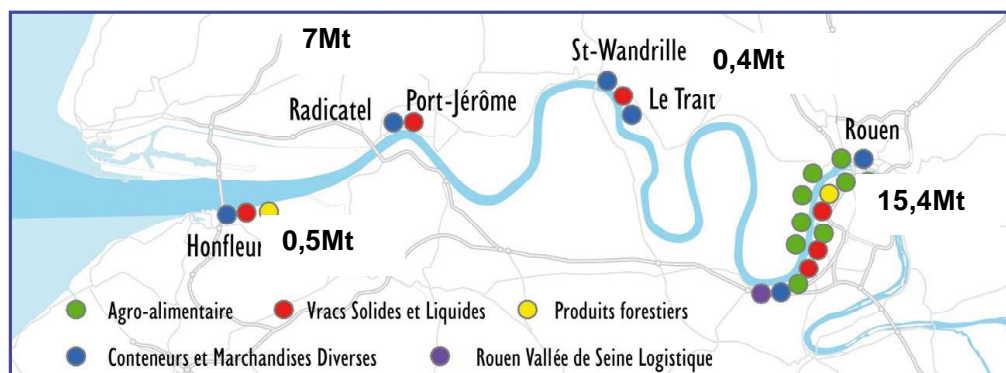 7Mt
St-Wandrille
0,4Mt
Radicatel
Port-Jérôme
Le Trait
Rouen
15,4Mt
Honfleur
0,5Mt
Agro-alimentaire
Vracs Solides et Liquides
Produits forestiers
Conteneurs et Marchandises Diverses
Rouen Vallée de Seine Logistique